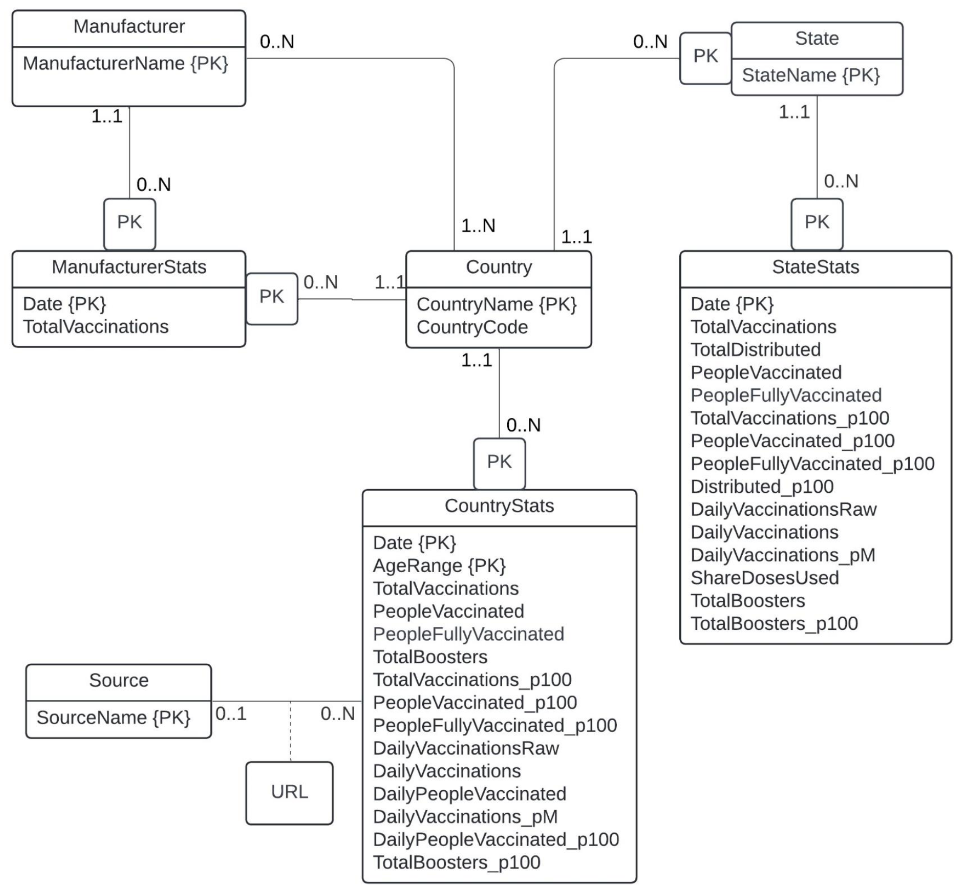 Manufacturer
ManufacturerName {PK}
0..N
0..N
PK
State
StateName {PK}
1..1
0..N
PK
1..1
0..N
PK
ManufacturerStats
Date {PK}
TotalVaccinations
PK
0..N
1..1
1..N
1..1
Country
CountryName {PK}
CountryCode
StateStats
Date {PK}
TotalVaccinations
TotalDistributed
PeopleVaccinated
PeopleFullyVaccinated
TotalVaccinations_p100
PeopleVaccinated_p100
PeopleFullyVaccinated_p100
Distributed_p100
DailyVaccinationsRaw
DailyVaccinations
DailyVaccinations_pM
ShareDosesUsed
TotalBoosters
TotalBoosters_p100
1..1
0..N
PK
CountryStats
Date {PK}
AgeRange {PK}
TotalVaccinations
PeopleVaccinated
PeopleFullyVaccinated
TotalBoosters
TotalVaccinations_p100
PeopleVaccinated_p100
PeopleFullyVaccinated_p100
DailyVaccinationsRaw
DailyVaccinations
DailyPeopleVaccinated
DailyVaccinations_pM
DailyPeopleVaccinated_p100
TotalBoosters_p100
Source
SourceName {PK}
0..1
0..N
URL